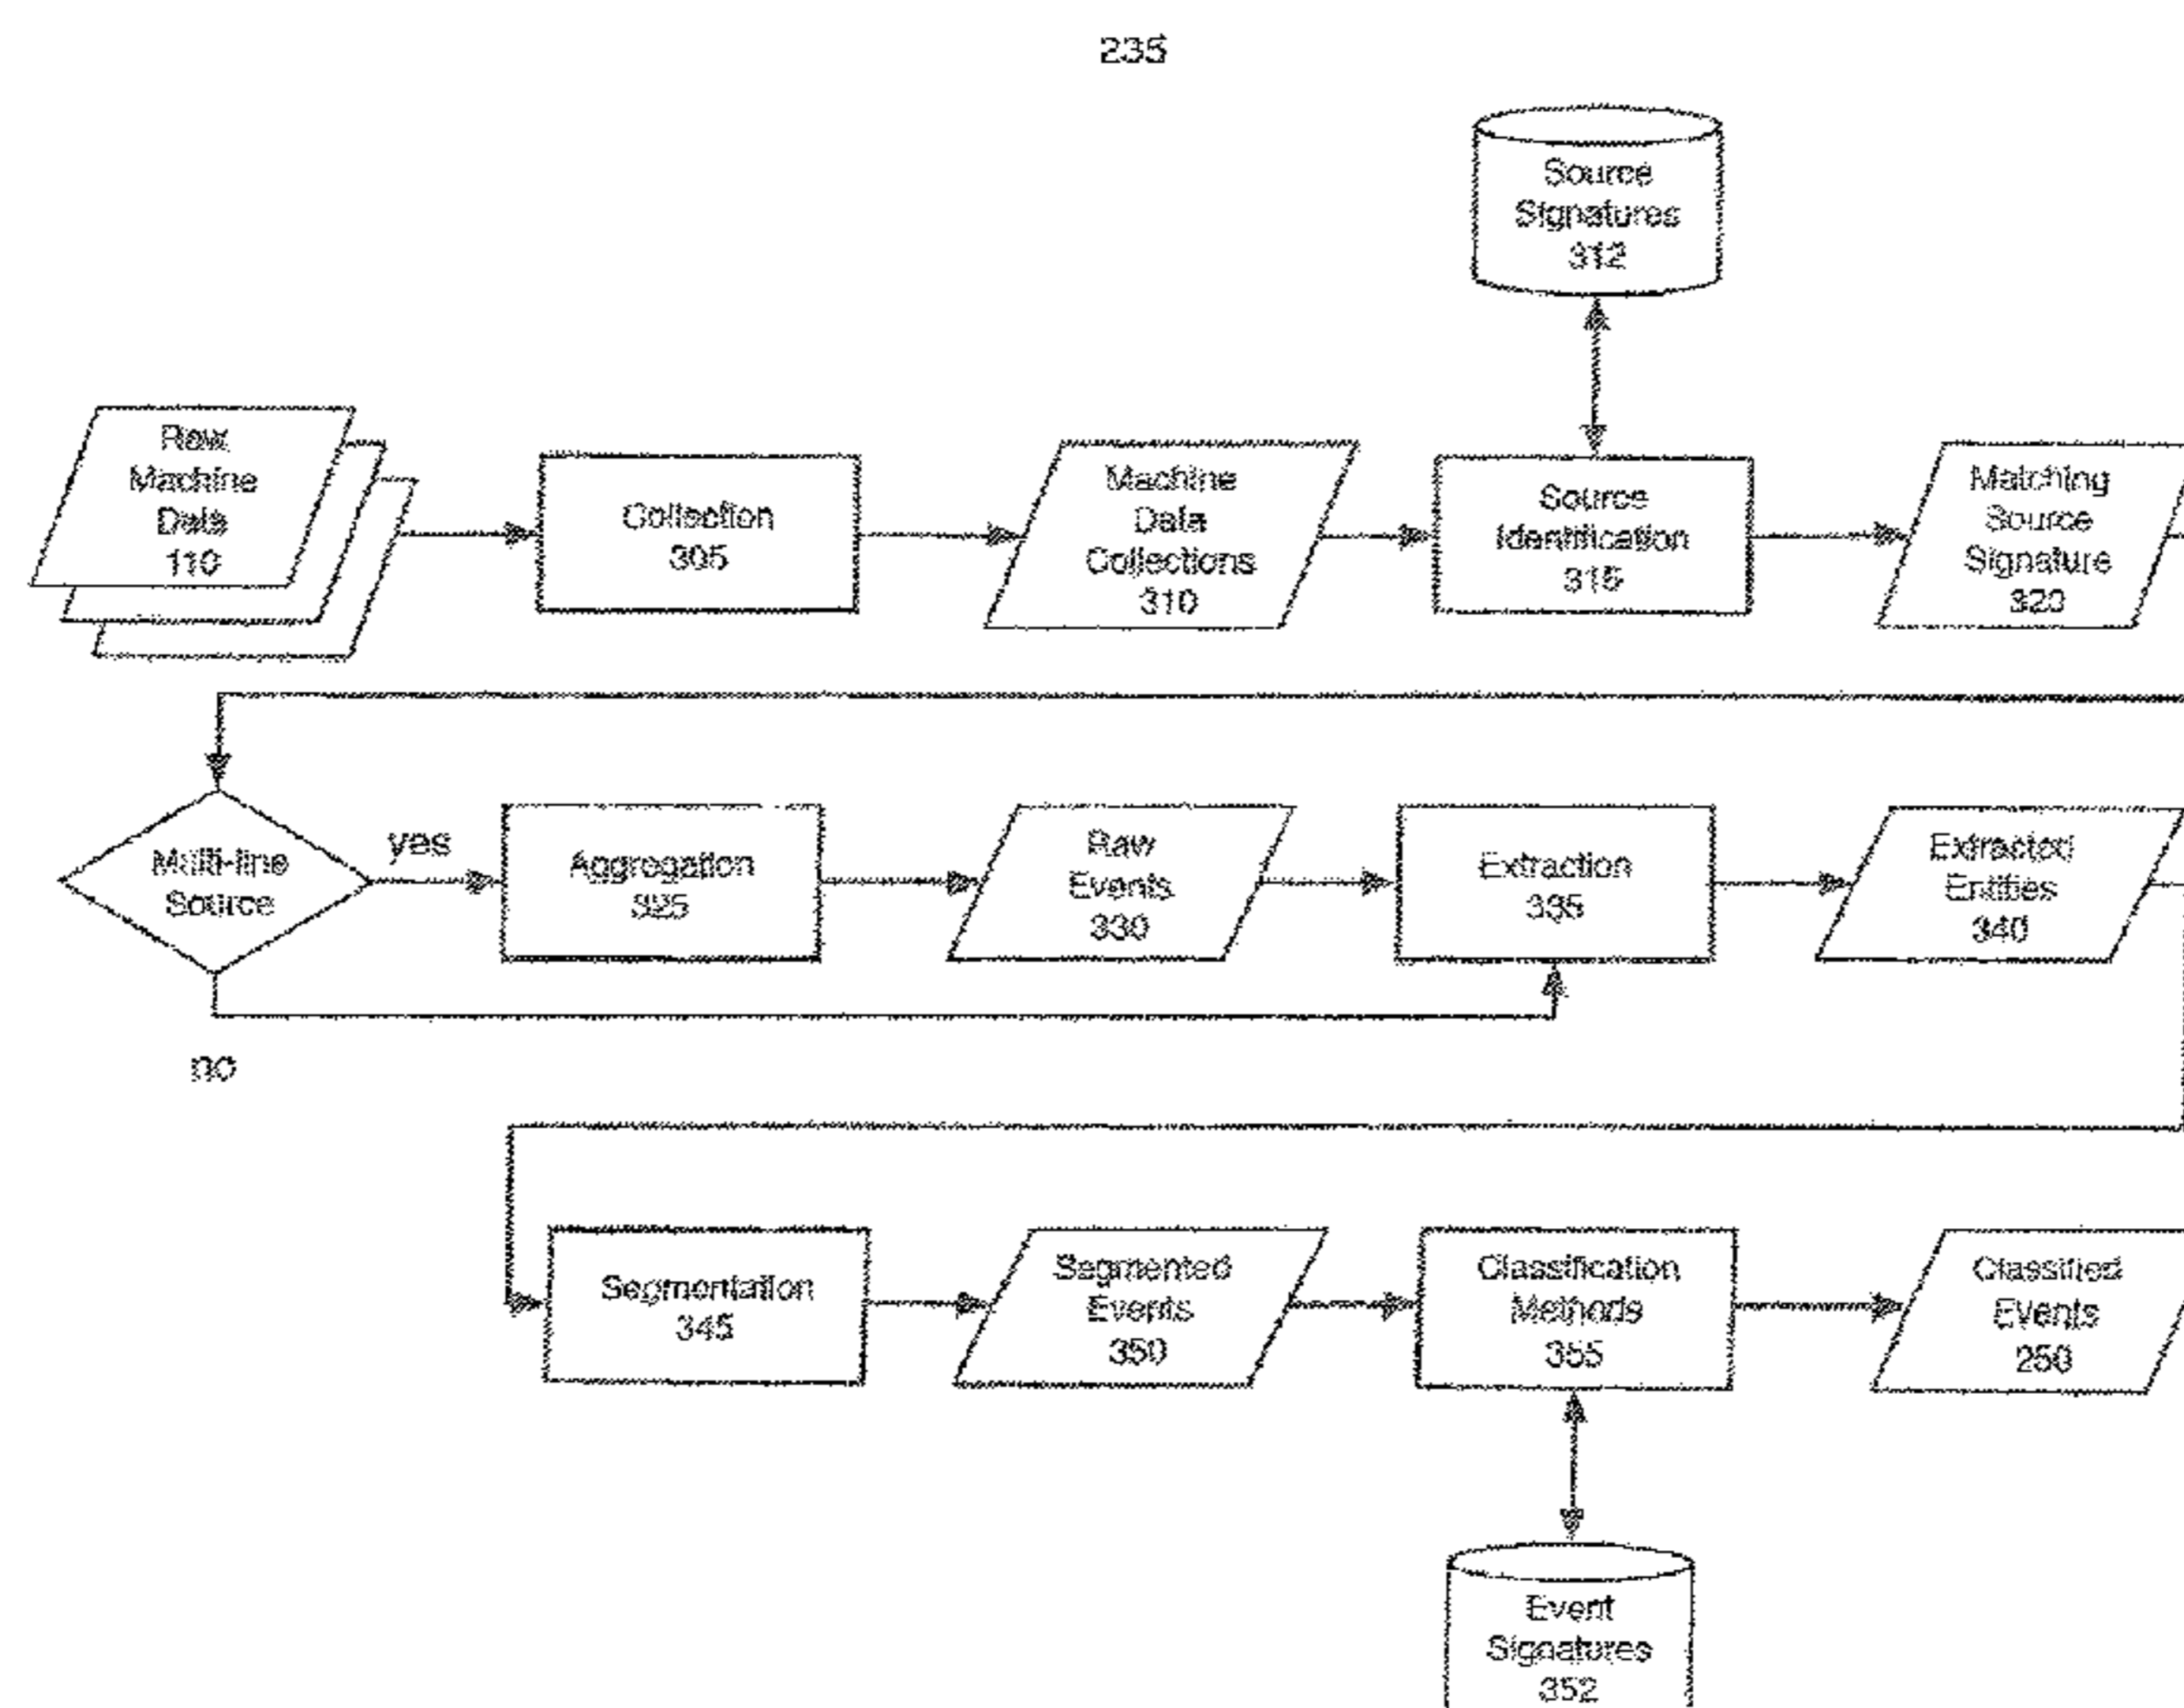 235
Source
Signatures
312
Raw
Machine
Data
110
Collection
305
Machine
Data
Collections
310
Source
Identification
315
Matching
Source
Signature
320
Multi-line
Source
yes
Aggregation
325
Raw
Events
330
Extraction
335
Extracted
Entities
340
no
Segmentation
345
Segmented
Events
350
Classification
Methods
355
Classified
Events
250
Event
Signatures
352